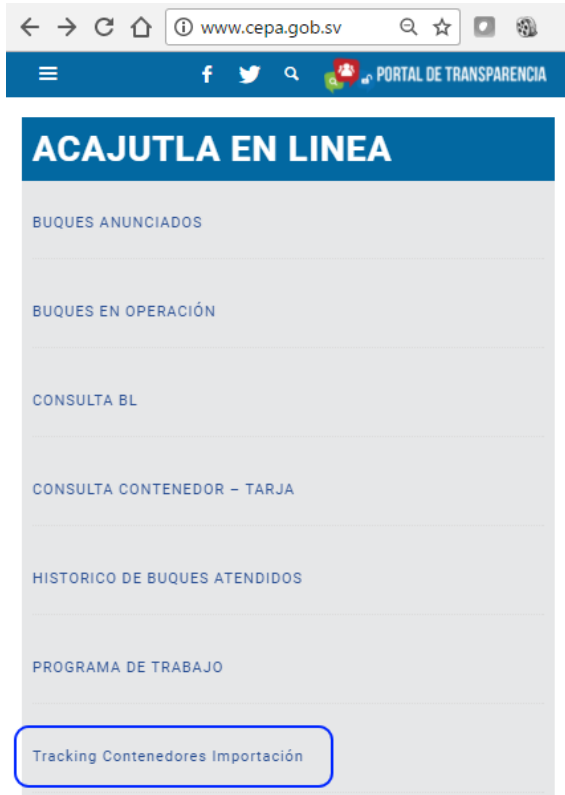 www.cepa.gob.sv
PORTAL DE TRANSPARENCIA
ACAJUTLA EN LINEA
BUQUES ANUNCIADOS
BUQUES EN OPERACIÓN
CONSULTA BL
CONSULTA CONTENEDOR – TARJA
HISTORICO DE BUQUES ATENDIDOS
PROGRAMA DE TRABAJO
Tracking Contenedores Importación